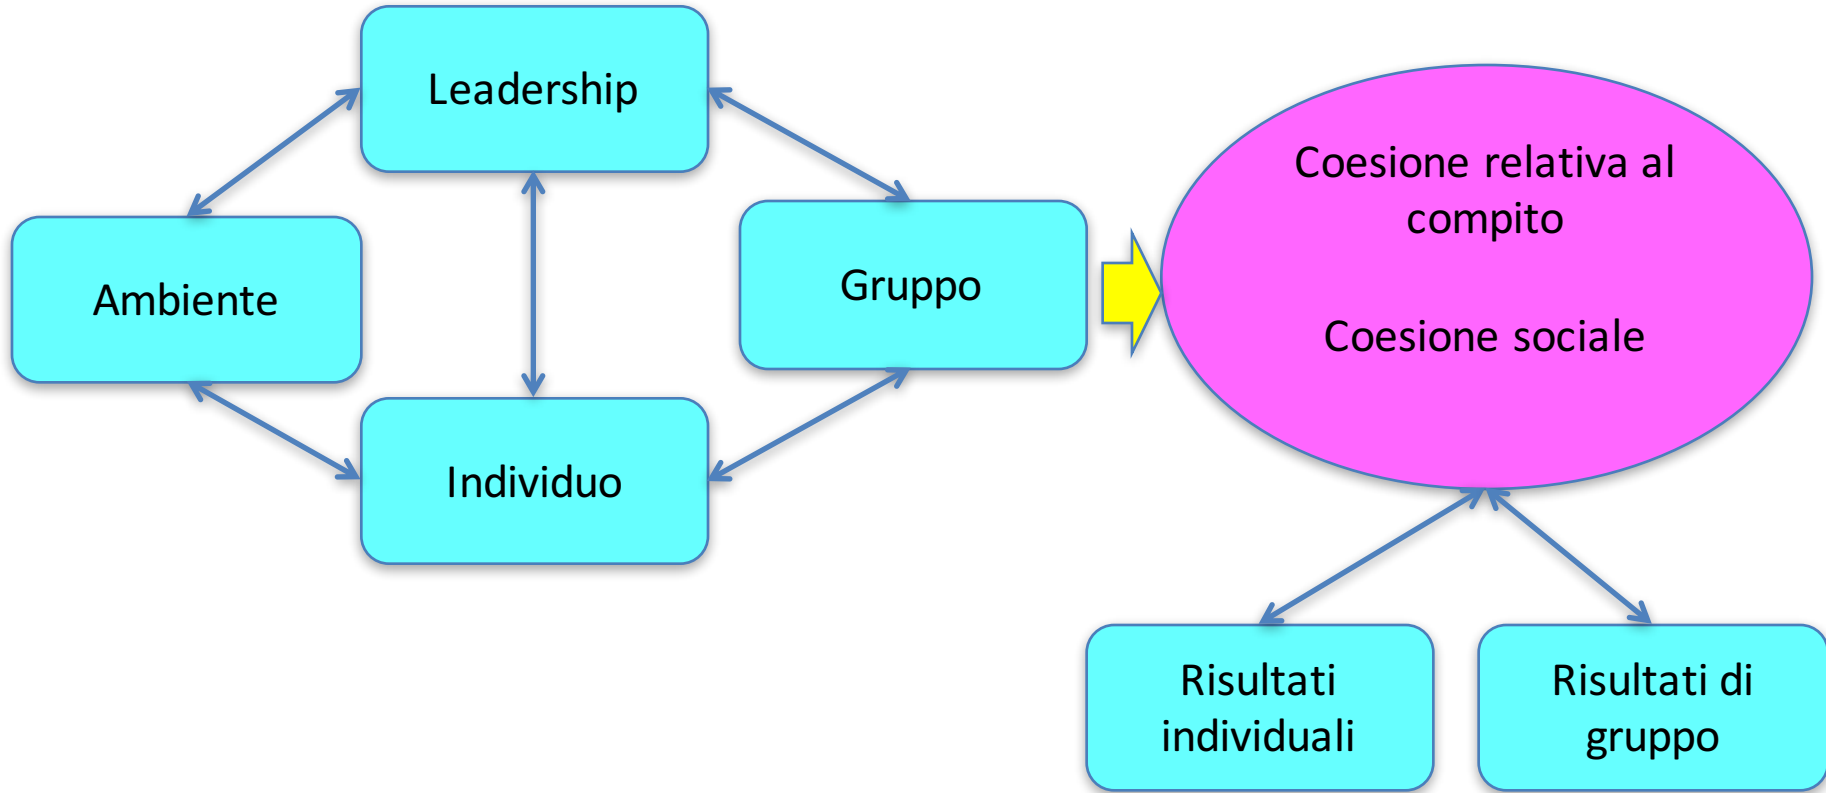 Leadership
Ambiente
Gruppo
Individuo
Coesione relativa al
compito
Coesione sociale
Risultati
individuali
Risultati di
gruppo